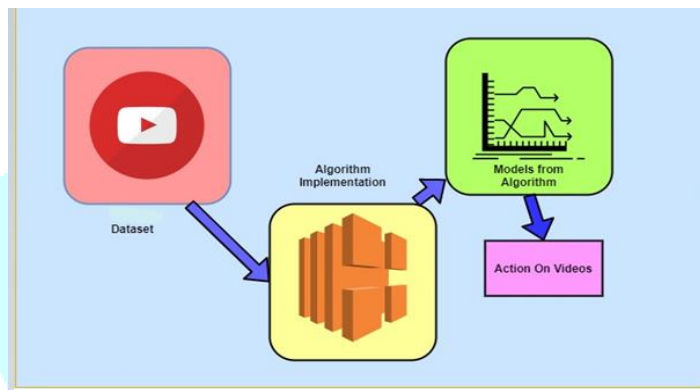 Dataset
Algorithm
Implementation
Models from
Algorithm
Action On Videos